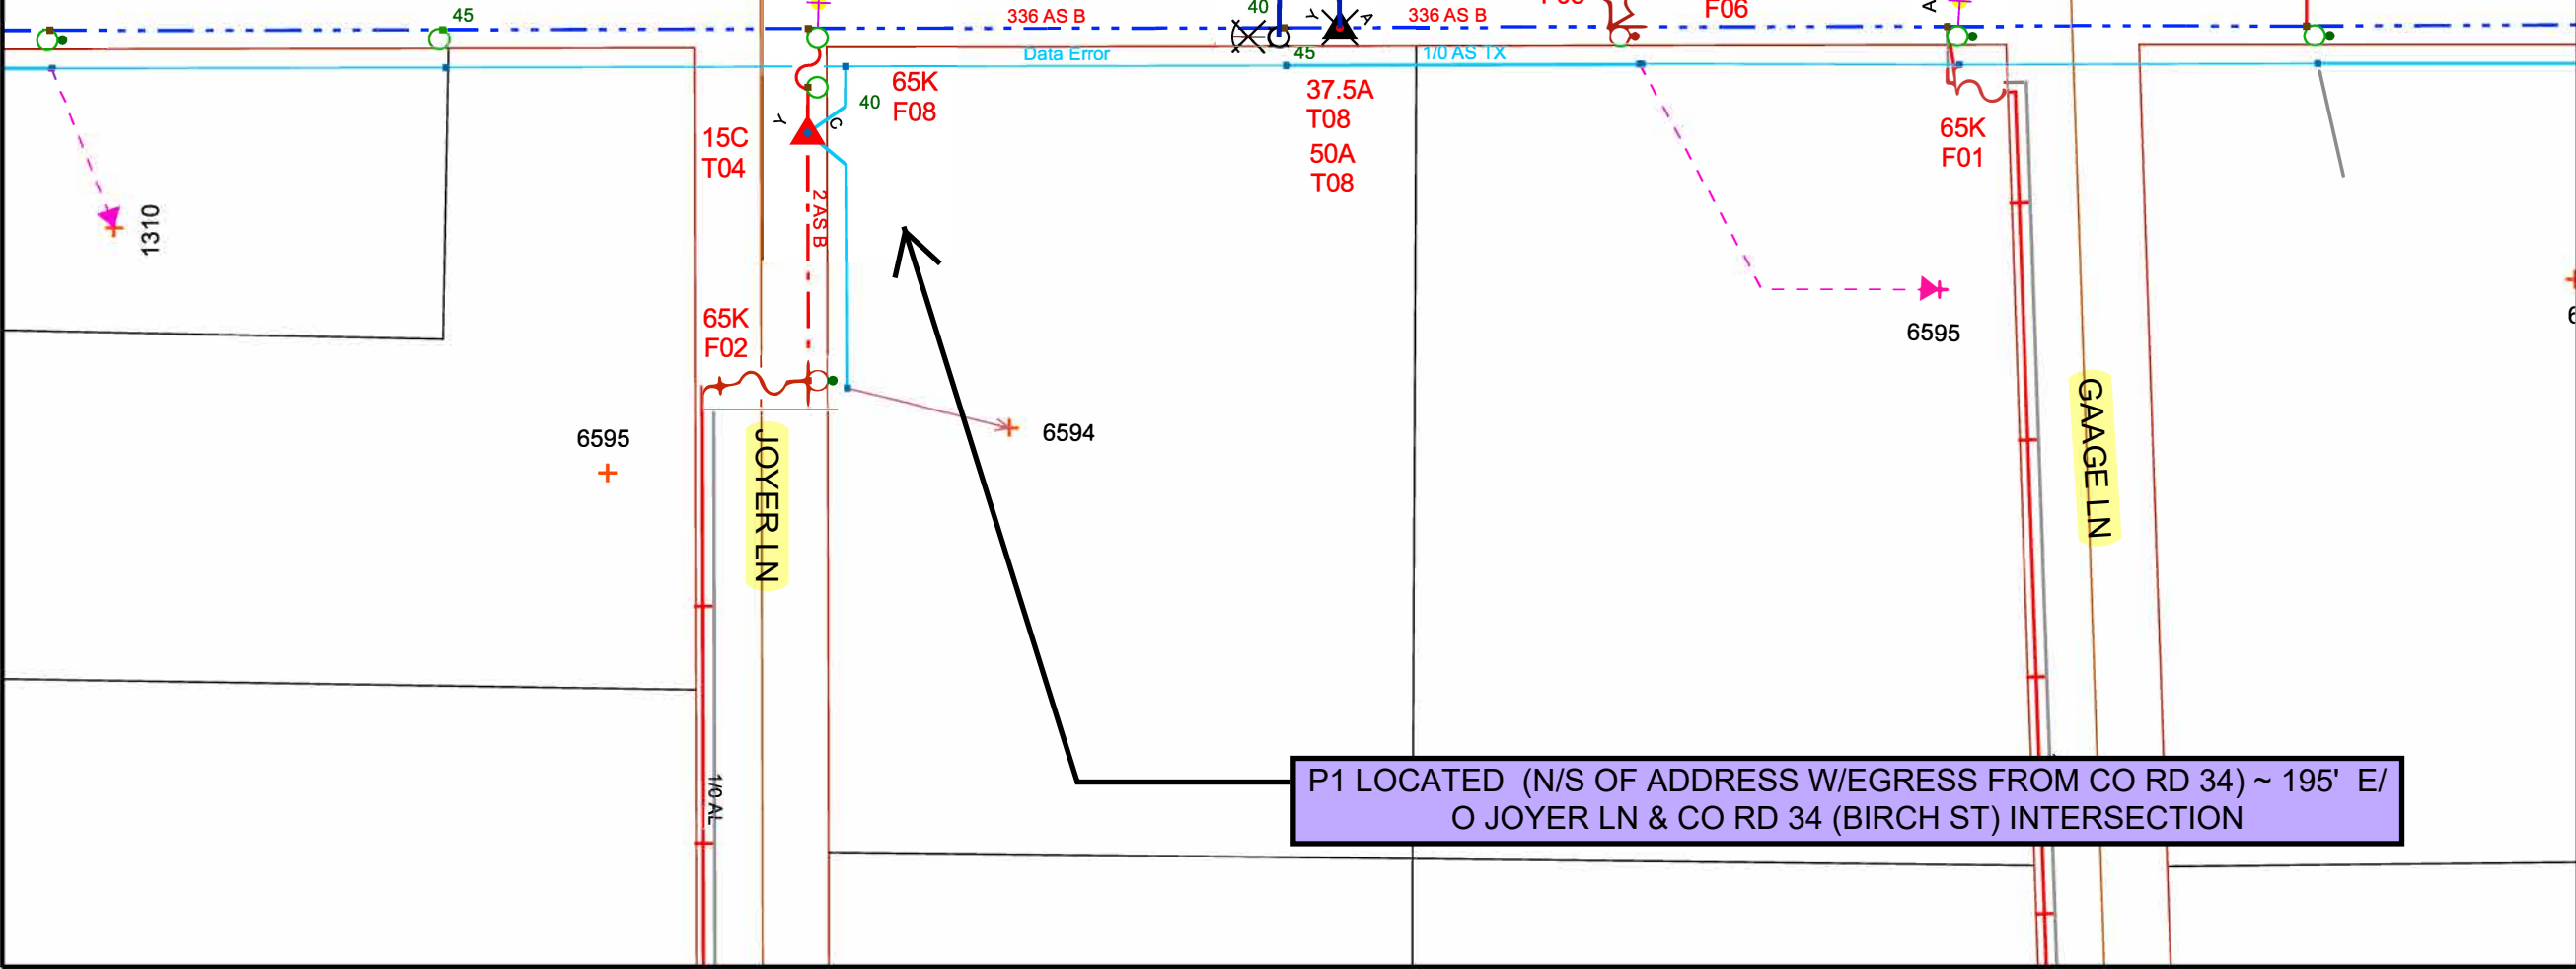 45
336 AS B
40
Y
A
336 AS B
F06
A
Data Error
45
1/0 AS TX
65K
F08
40
37.5A
T08
50A
T08
65K
F01
15C
T04
Y
C
2 AS B
1310
65K
F02
6595
6595
6594
JOYER LN
GAAGE LN
1/0 AL
P1 LOCATED (N/S OF ADDRESS W/EGRESS FROM CO RD 34) ~ 195' E/
O JOYER LN & CO RD 34 (BIRCH ST) INTERSECTION